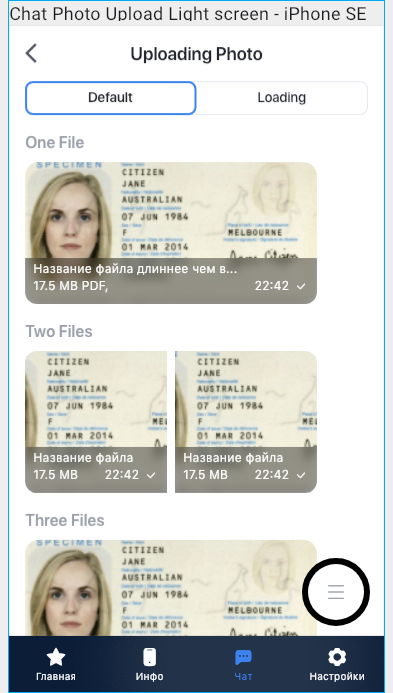 Chat Photo Upload Light screen - iPhone SE
Uploading Photo
Default
Loading
One File
SPECIMEN
CITIZEN
JANE
AUSTRALIAN
07 JUN 1984
F
MELBOURNE
01 MAR 2014
Название файла длиннее чем в...
17.5 MB PDF,
22:42
Two Files
CITIZEN
JANE
AUSTRALIAN
07 JUN 1984
F
01 MAR 2014
Название файла
17.5 MB
22:42
CITIZEN
JANE
AUSTRALIAN
07 JUN 1984
F
01 MAR 2014
Название файла
17.5 MB
22:42
Three Files
SPECIMEN
CITIZEN
JANE
AUSTRALIAN
07 JUN 1984
F
MELBOURNE
Главная
Инфо
Чат
Настройки